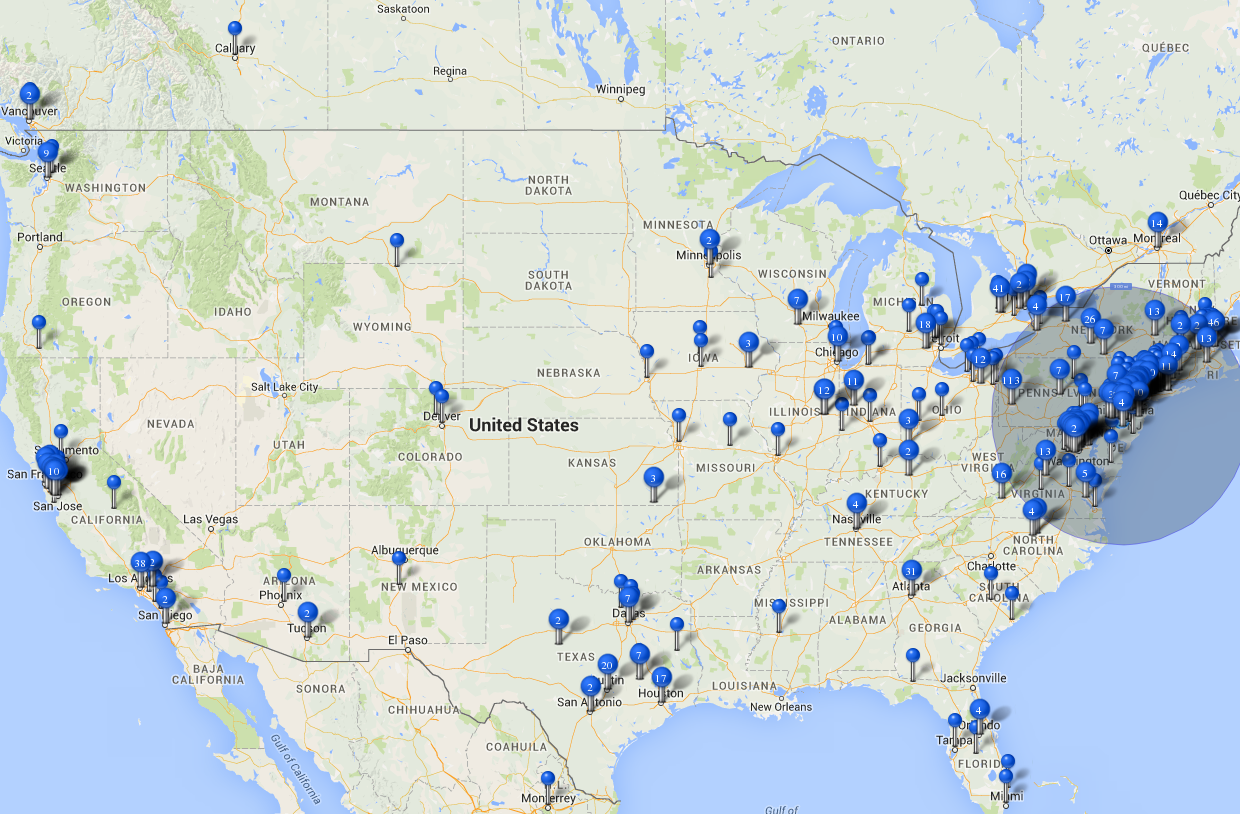 Saskatoon
Calgary
ONTARIO
QUÉBEC
Regina
Winnipeg
2
Vancouver
Victoria
9
Seattle
WASHINGTON
NORTH
DAKOTA
MONTANA
Québec City
14
Montreal
Ottawa
Portland
MINNESOTA
2
Minneapolis
WISCONSIN
SOUTH
DAKOTA
VERMONT
41
2
17
4
OREGON
IDAHO
WYOMING
7
Milwaukee
MICHIGAN
18
Detroit
26
7
NEW YORK
13
2
2
46
13
10
Chicago
3
IOWA
12
14
11
RI
NEBRASKA
Salt Lake City
113
7
7
PENNSYLVANIA
4
Denver
United States
12
11
ILLINOIS
INDIANA
OHIO
3
2
NEVADA
UTAH
COLORADO
KANSAS
MISSOURI
2
13
Washington
WEST
VIRGINIA
16
5
VIRGINIA
Sacramento
10
San Jose
CALIFORNIA
3
KENTUCKY
4
Nashville
4
Las Vegas
OKLAHOMA
TENNESSEE
NORTH
CAROLINA
Albuquerque
NEW MEXICO
38
2
Los Angeles
2
San Diego
ARIZONA
Phoenix
2
Tucson
ARKANSAS
31
Atlanta
Charlotte
SOUTH
CAROLINA
7
Dallas
MISSISSIPPI
ALABAMA
GEORGIA
2
El Paso
TEXAS
7
20
Austin
17
Houston
2
San Antonio
LOUISIANA
New Orleans
Jacksonville
BAJA
CALIFORNIA
SONORA
CHIHUAHUA
COAHUILA
Gulf of California
4
Orlando
Tampa
FLORIDA
Miami
Monterrey
Gulf of